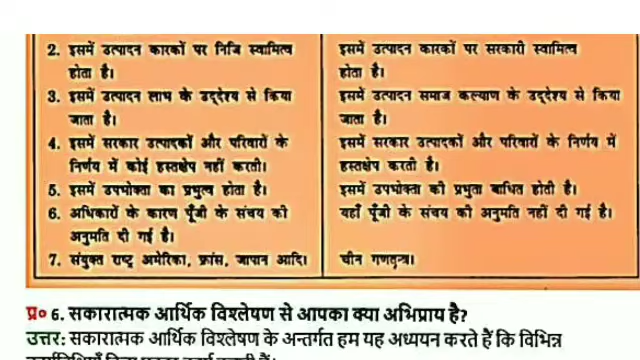 2. इसमें उत्पादन कारकों पर निजि स्वामित्व
होता है।
3. इसमें उत्पादन लाभ के उद्देश्य से किया
जाता है।
4. इसमें सरकार उत्पादकों और परिवारों के
निर्णय में कोई हस्तक्षेप नहीं करती।
5. इसमें उपभोक्ता का प्रभुत्व होता है।
6. अधिकारों के कारण पूँजी के संचय की
अनुमति दी गई है।
7. संयुक्त राष्ट्र अमेरिका, फ्रांस, जापान आदि।
इसमें उत्पादन कारकों पर सरकारी स्वामित्व
होता है।
इसमें उत्पादन समाज कल्याण के उद्देश्य से किया
जाता है।
इसमें सरकार उत्पादकों और परिवारों के निर्णय में
हस्तक्षेप करती है।
इसमें उपभोक्ता की प्रभुता बाधित होती है।
यहाँ पूँजी के संचय की अनुमति नहीं दी गई है।
चीन गणतन्त्र।
प्र० 6. सकारात्मक आर्थिक विश्लेषण से आपका क्या अभिप्राय है?
उत्तर: सकारात्मक आर्थिक विश्लेषण के अन्तर्गत हम यह अध्ययन करते हैं कि विभिन्न